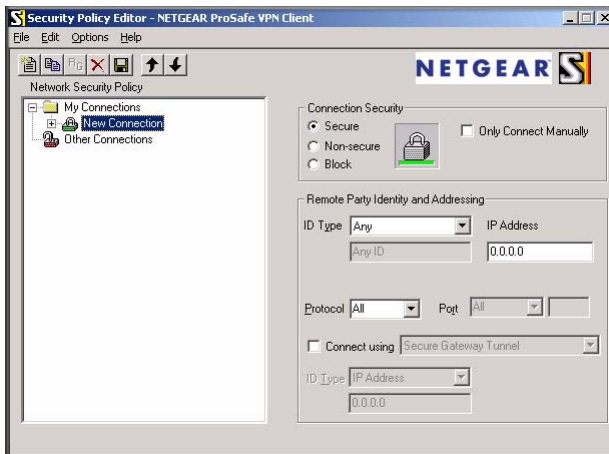 Security Policy Editor - NETGEAR ProSafe VPN Client
File Edit Options Help
NETGEAR S
Network Security Policy
My Connections
New Connection
Other Connections
Connection Security
Secure
Non-secure
Block
Only Connect Manually
Remote Party Identity and Addressing
ID Type Any IP Address
Any ID 0.0.0.0
Protocol All Port All
Connect using Secure Gateway Tunnel
ID Type IP Address
0.0.0.0